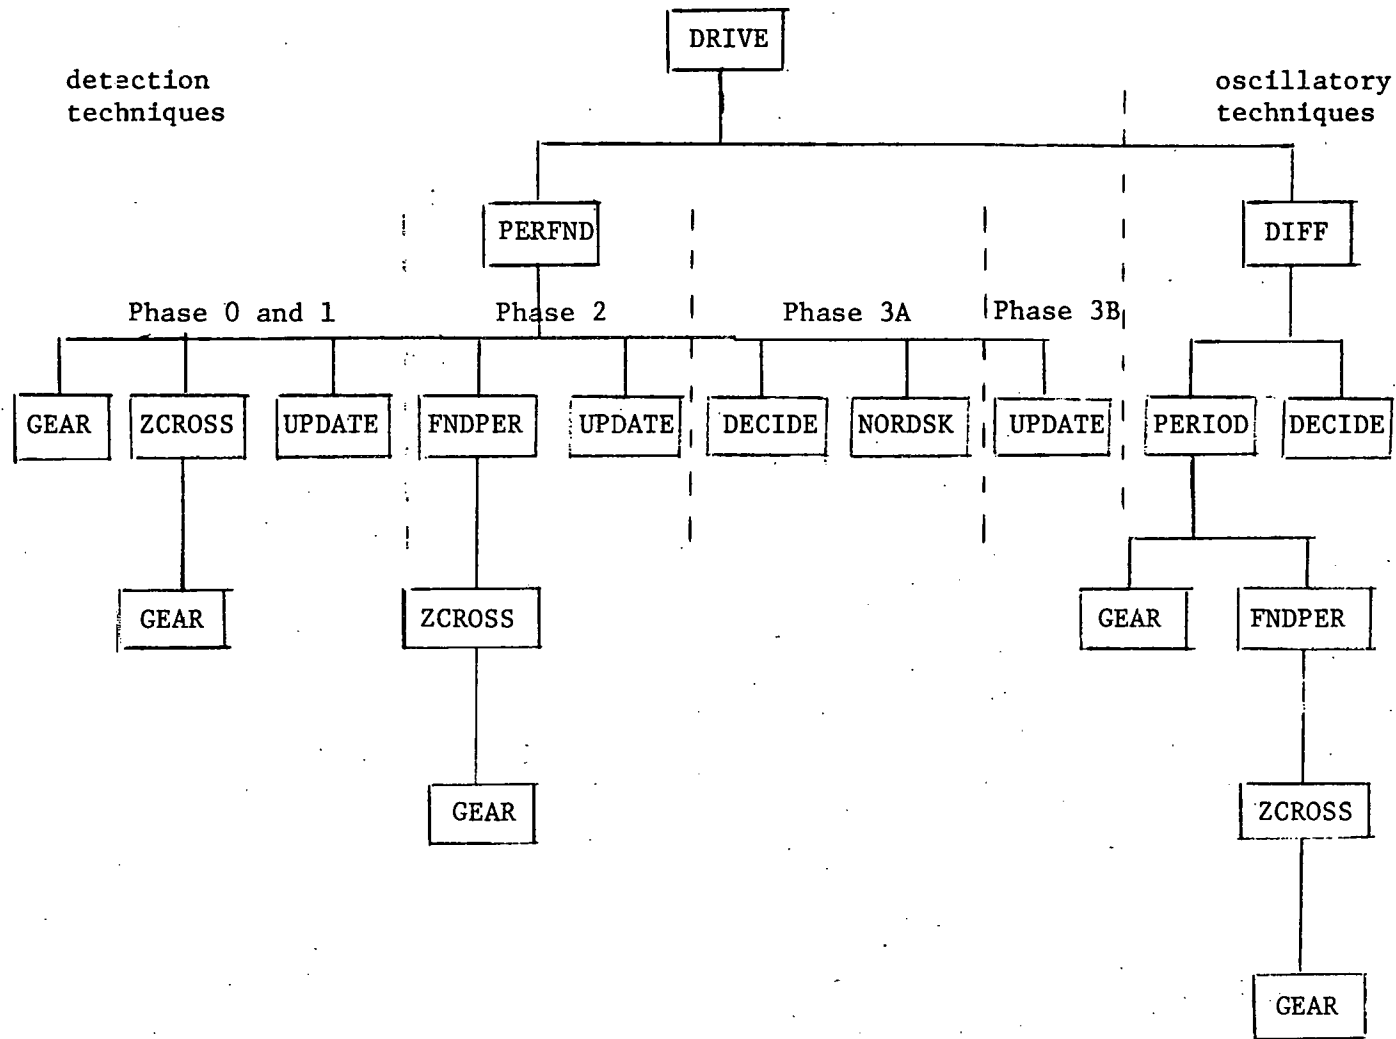 DRIVE
detection
techniques
oscillatory
techniques
PERFND
DIFF
Phase 0 and 1
Phase 2
Phase 3A
Phase 3B
GEAR
ZCROSS
UPDATE
FNDPER
UPDATE
DECIDE
NORDSK
UPDATE
PERIOD
DECIDE
GEAR
ZCROSS
GEAR
FNDPER
GEAR
ZCROSS
GEAR